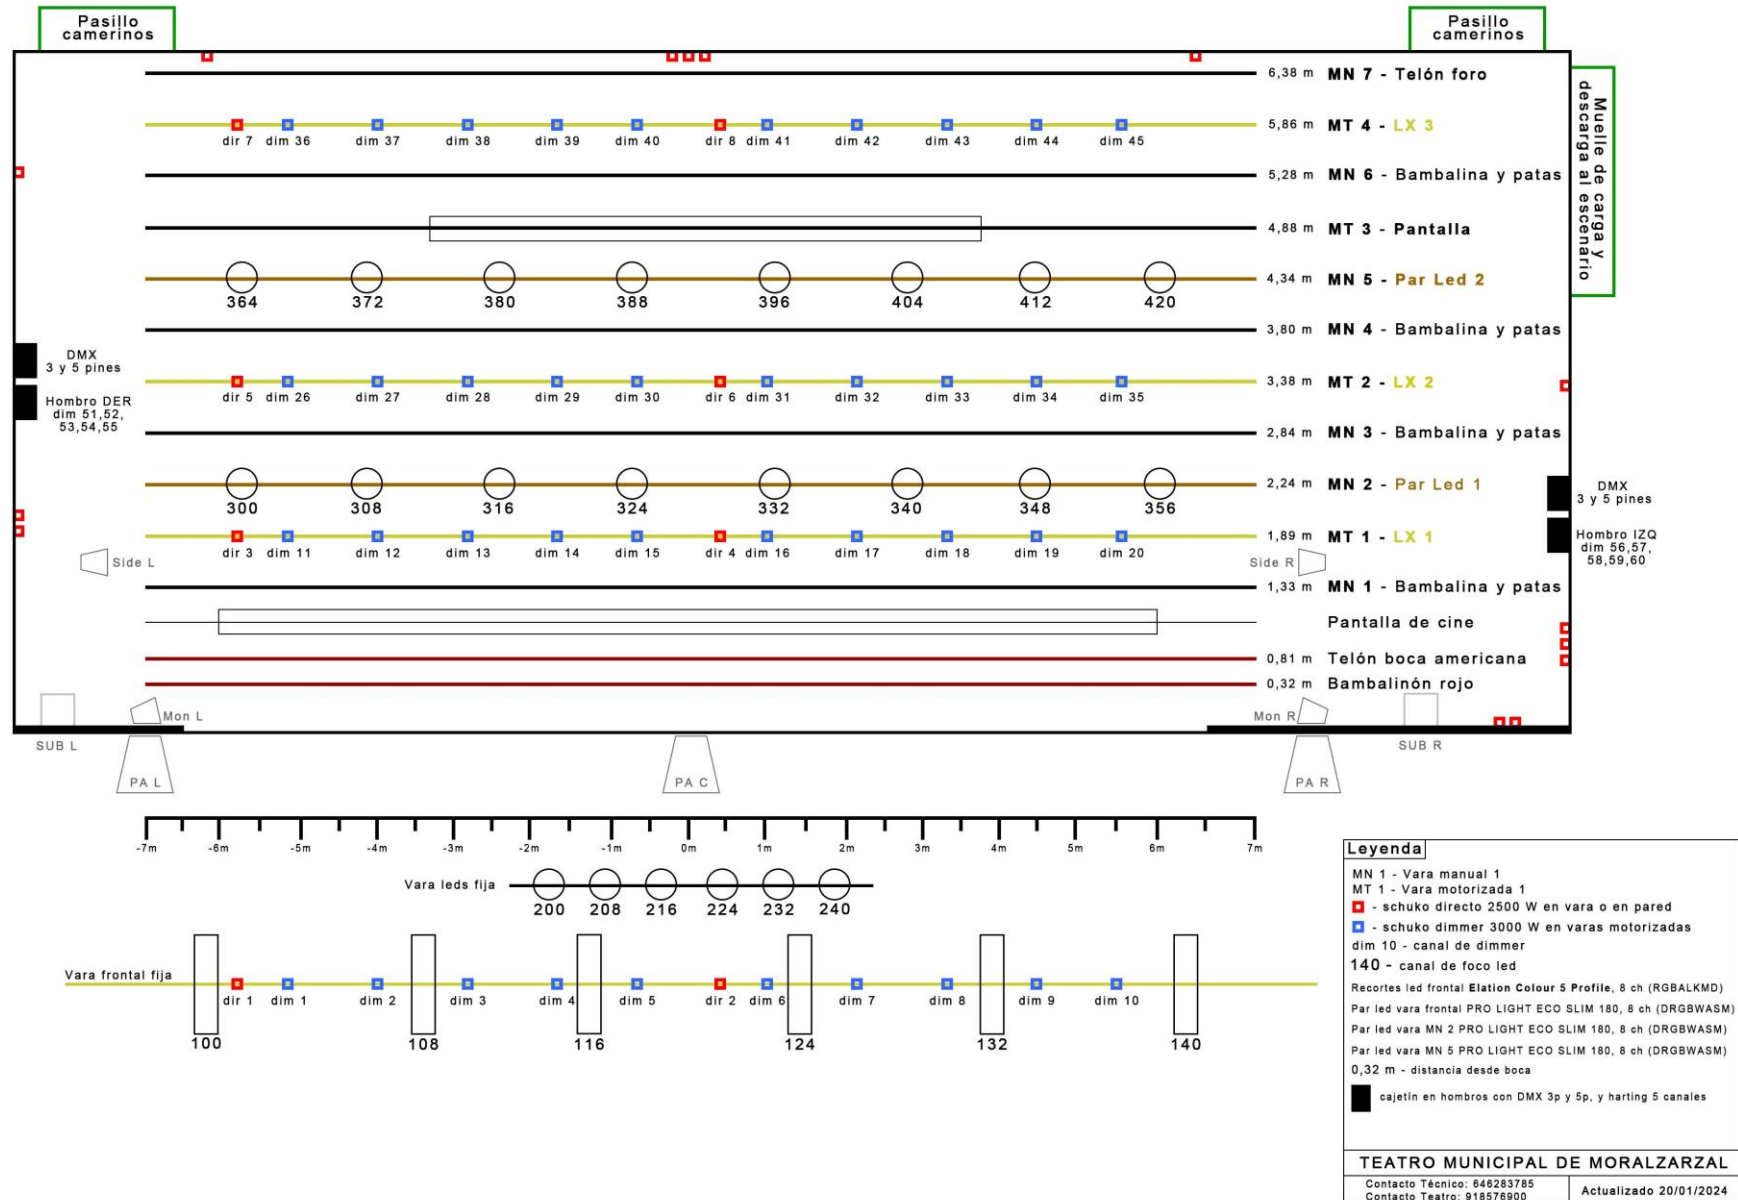 Pasillo
camerinos
Pasillo
camerinos
6,38 m MN 7 - Telón foro
Muelle de carga y
descarga al escenário
5,86 m MT 4 - LX 3
dir 7 dim 36 dim 37 dim 38 dim 39 dim 40 dir 8 dim 41 dim 42 dim 43 dim 44 dim 45
5,28 m MN 6 - Bambalina y patas
4,88 m MT 3 - Pantalla
4,34 m MN 5 - Par Led 2
364 372 380 388 396 404 412 420
3,80 m MN 4 - Bambalina y patas
DMX
3 y 5 pines
3,38 m MT 2 - LX 2
dir 5 dim 26 dim 27 dim 28 dim 29 dim 30 dir 6 dim 31 dim 32 dim 33 dim 34 dim 35
Hombro DER
dim 51,52,
53,54,55
2,84 m MN 3 - Bambalina y patas
2,24 m MN 2 - Par Led 1
300 308 316 324 332 340 348 356
DMX
3 y 5 pines
1,89 m MT 1 - LX 1
dir 3 dim 11 dim 12 dim 13 dim 14 dim 15 dir 4 dim 16 dim 17 dim 18 dim 19 dim 20
Hombro IZQ
dim 56,57,
58,59,60
Side L
Side R
1,33 m MN 1 - Bambalina y patas
Pantalla de cine
0,81 m Telón boca americana
0,32 m Bambalinón rojo
Mon L
Mon R
SUB L
SUB R
PA L
PA C
PA R
-7m -6m -5m -4m -3m -2m -1m 0m 1m 2m 3m 4m 5m 6m 7m
Vara leds fija
200 208 216 224 232 240
Vara frontal fija
dir 1 dim 1 dim 2 dim 3 dim 4 dim 5 dir 2 dim 6 dim 7 dim 8 dim 9 dim 10
100 108 116 124 132 140
Leyenda
MN 1 - Vara manual 1
MT 1 - Vara motorizada 1
- schuko directo 2500 W en vara o en pared
- schuko dimmer 3000 W en varas motorizadas
dim 10 - canal de dimmer
140 - canal de foco led
Recortes led frontal Elation Colour 5 Profile, 8 ch (RGBALKMD)
Par led vara frontal PRO LIGHT ECO SLIM 180, 8 ch (DRGBWASM)
Par led vara MN 2 PRO LIGHT ECO SLIM 180, 8 ch (DRGBWASM)
Par led vara MN 5 PRO LIGHT ECO SLIM 180, 8 ch (DRGBWASM)
0,32 m - distancia desde boca
cajetín en hombros con DMX 3p y 5p, y harting 5 canales
TEATRO MUNICIPAL DE MORALZARZAL
Contacto Técnico: 646283785
Contacto Teatro: 918576900
Actualizado 20/01/2024